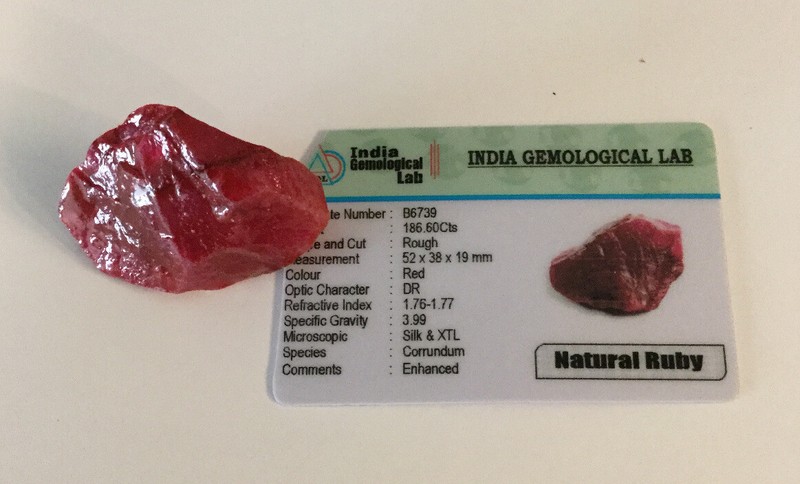 India
Gemological
Lab
INDIA GEMOLOGICAL LAB
te Number : B6739
: 186.60Cts
e and Cut : Rough
easurement : 52 x 38 x 19 mm
Colour : Red
Optic Character : DR
Refractive Index : 1.76-1.77
Specific Gravity : 3.99
Microscopic : Silk & XTL
Species : Corrundum
Comments : Enhanced
Natural Ruby